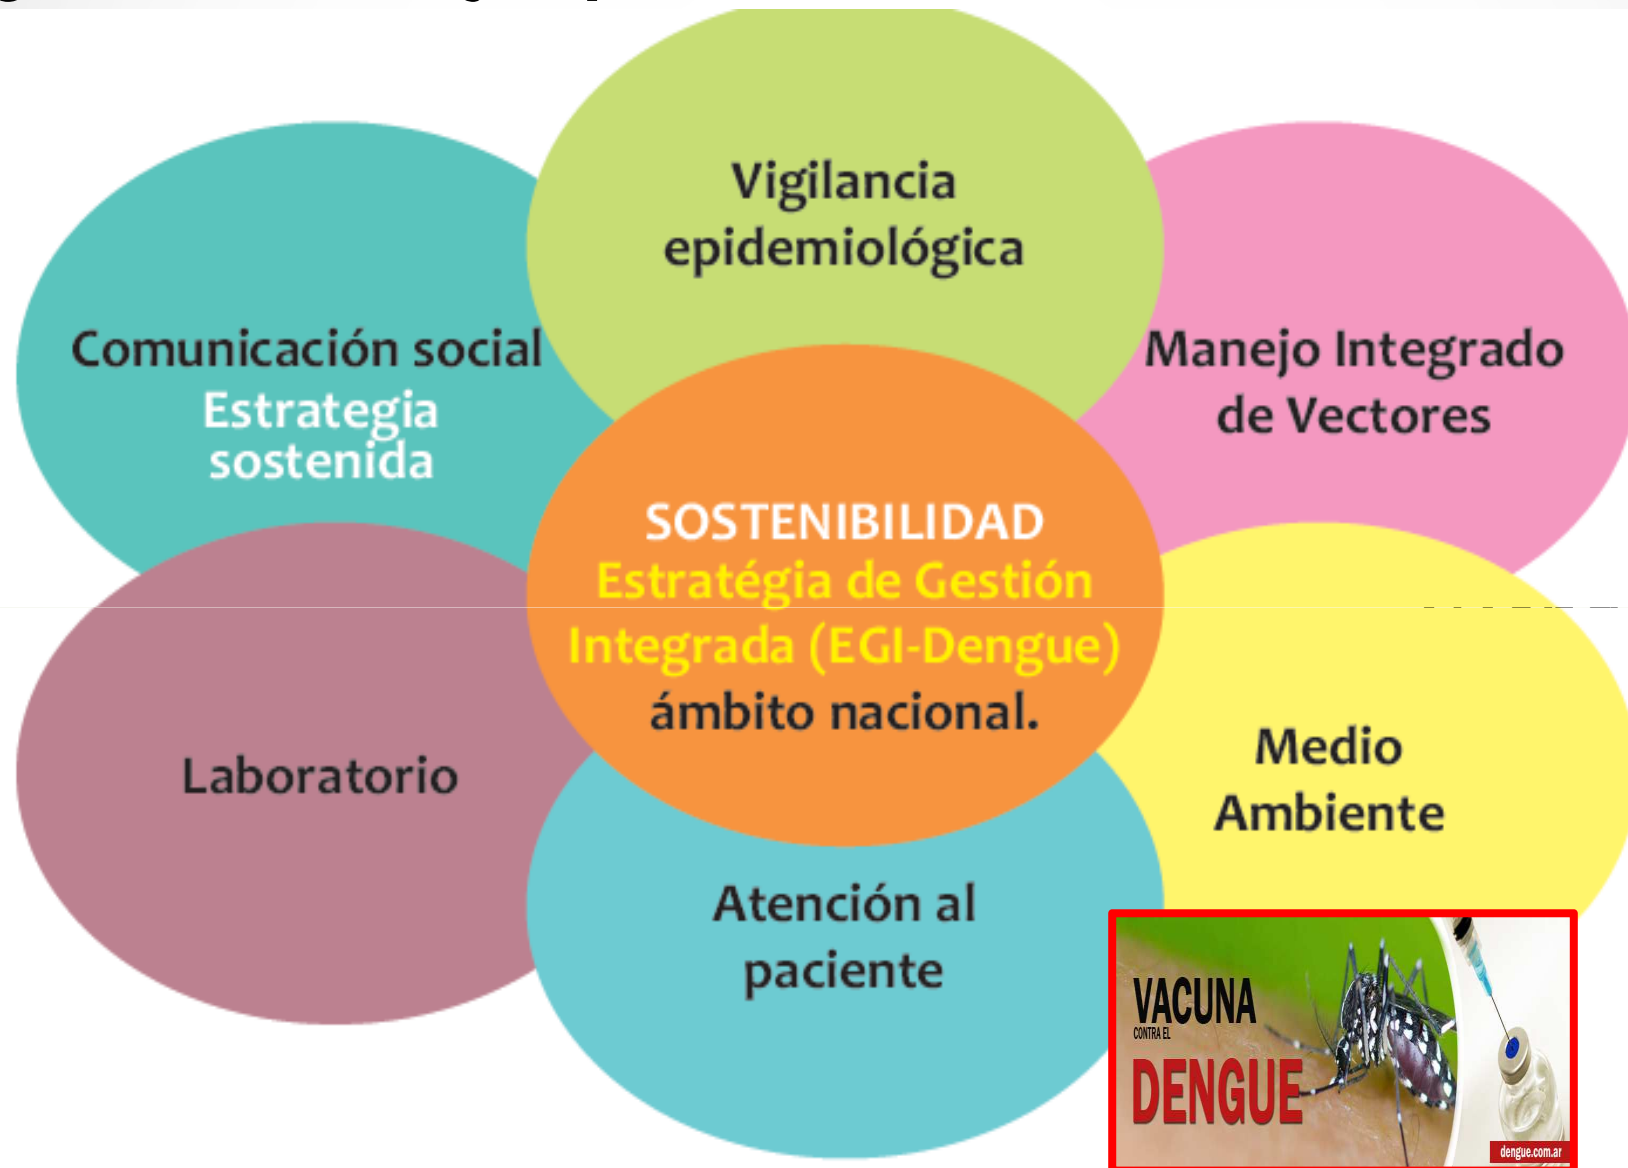 Vigilancia
epidemiológica
Comunicación social
Estrategia
sostenida
Manejo Integrado
de Vectores
SOSTENIBILIDAD
Estratégia de Gestión
Integrada (EGI-Dengue)
ámbito nacional.
Laboratorio
Medio
Ambiente
Atención al
paciente
VACUNA
CONTRA EL
DENGUE
dengue.com.ar